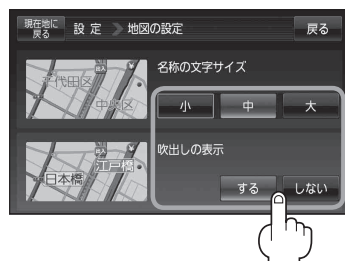 現在地に
戻る
設 定
地図の設定
戻る
名称の文字サイズ
千代田区
中央区
小
中
大
吹出しの表示
江戸橋
日本橋
する
しない